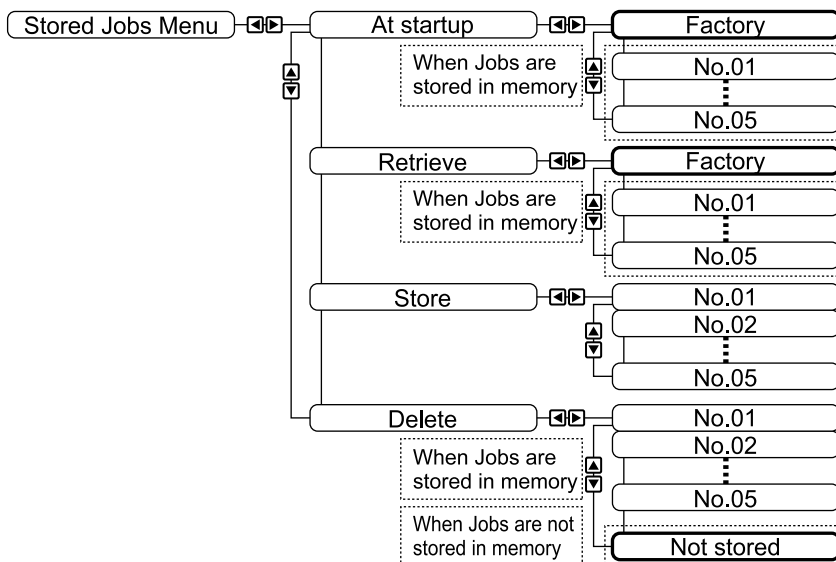 Stored Jobs Menu
At startup
Factory
When Jobs are
stored in memory
No.01
No.05
Retrieve
Factory
When Jobs are
stored in memory
No.01
No.05
Store
No.01
No.02
No.05
Delete
No.01
When Jobs are
stored in memory
No.02
No.05
When Jobs are not
stored in memory
Not stored